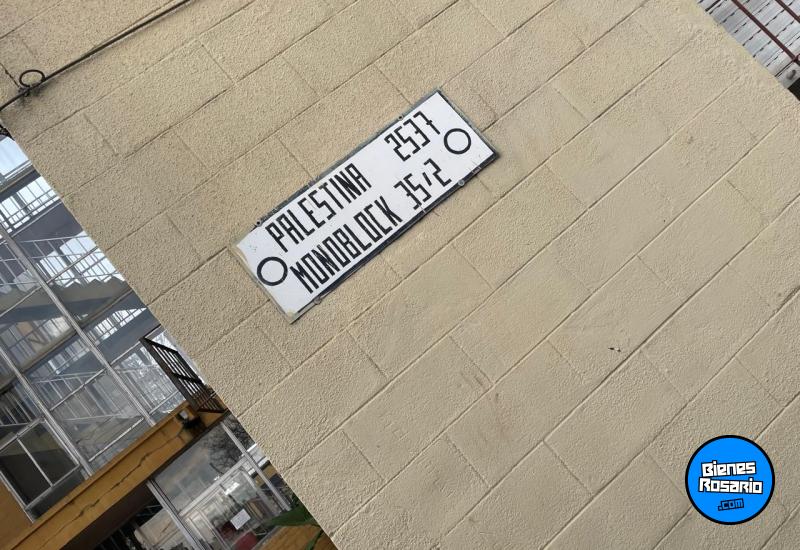 PALESTINA 2537
MONOBLOCK 35,2
Bienes
Rosario
.com